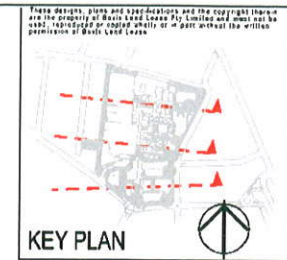 These designs, plans and specifications and the copyright therein
are the property of Bovis Lend Lease Pty Limited and must not be
used, reproduced or copied wholly or in part without the written
permission of Bovis Lend Lease
KEY PLAN